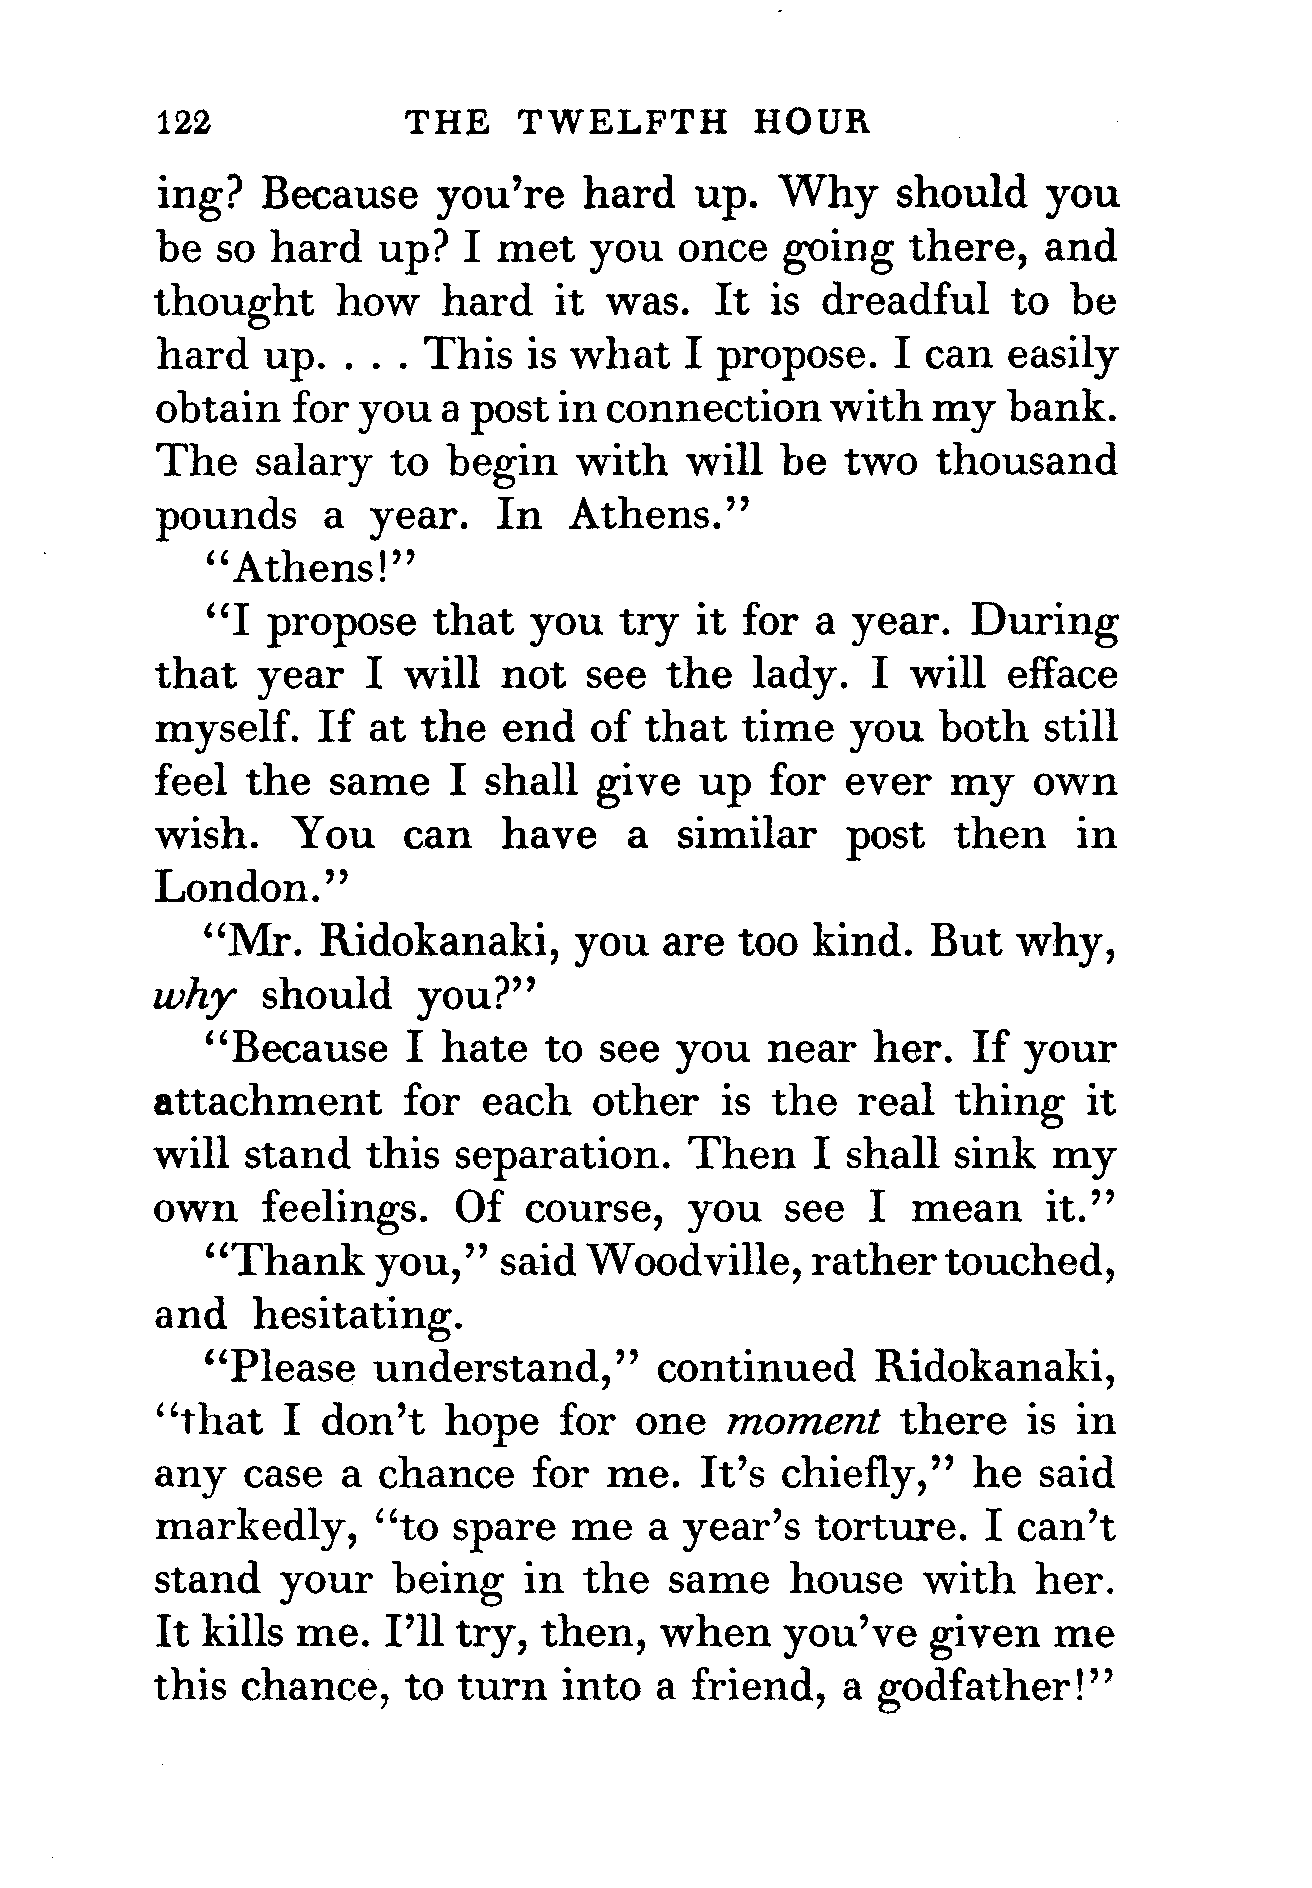 122 THE TWELFTH HOUR
ing? Because you're hard up. Why should you
be so hard up? I met you once going there, and
thought how hard it was. It is dreadful to be
hard up. . . . This is what I propose. I can easily
obtain for you a post in connection with my bank.
The salary to begin with will be two thousand
pounds a year. In Athens."
"Athens!"
"I propose that you try it for a year. During
that year I will not see the lady. I will efface
myself. If at the end of that time you both still
feel the same I shall give up for ever my own
wish. You can have a similar post then in
London."
"Mr. Ridokanaki, you are too kind. But why,
why should you?"
"Because I hate to see you near her. If your
attachment for each other is the real thing it
will stand this separation. Then I shall sink my
own feelings. Of course, you see I mean it."
"Thank you," said Woodville, rather touched,
and hesitating.
"Please understand," continued Ridokanaki,
"that I don't hope for one moment there is in
any case a chance for me. It's chiefly," he said
markedly, "to spare me a year's torture. I can't
stand your being in the same house with her.
It kills me. I'll try, then, when you've given me
this chance, to turn into a friend, a godfather!"